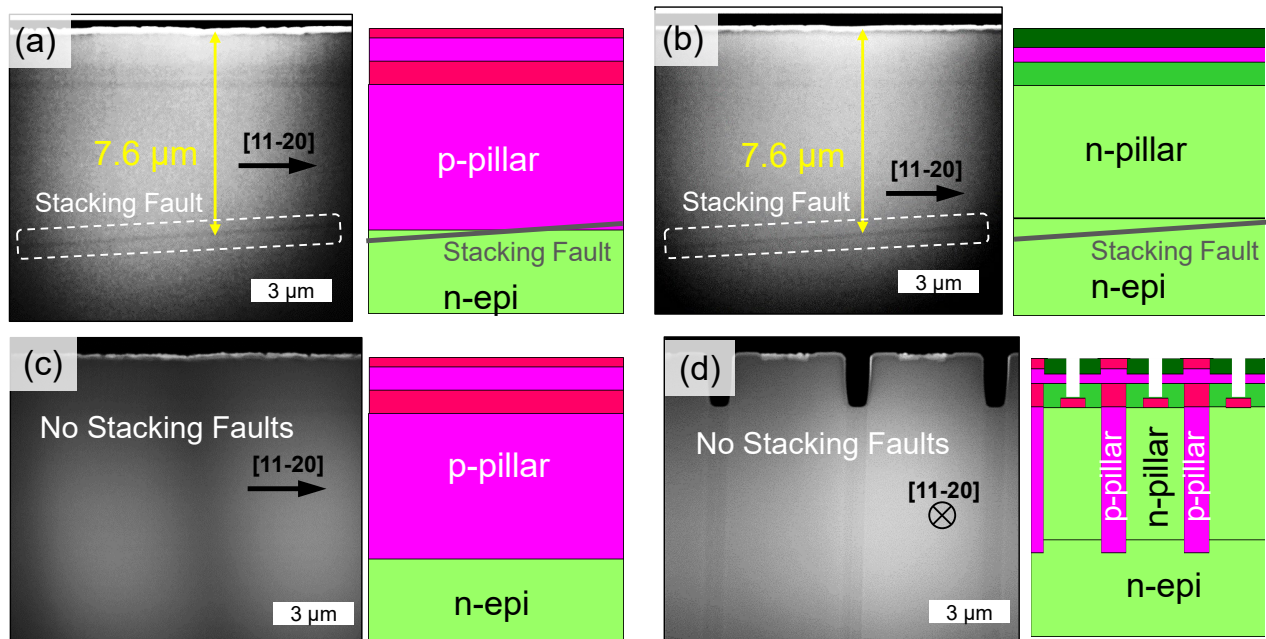 (a)
7.6 µm
[11-20]
Stacking Fault
3 µm
p-pillar
Stacking Fault
n-epi
(b)
7.6 µm
[11-20]
Stacking Fault
3 µm
n-pillar
Stacking Fault
n-epi
(c)
No Stacking Faults
[11-20]
3 µm
p-pillar
n-epi
(d)
No Stacking Faults
[11-20]
3 µm
p-pillar
n-pillar
p-pillar
n-epi